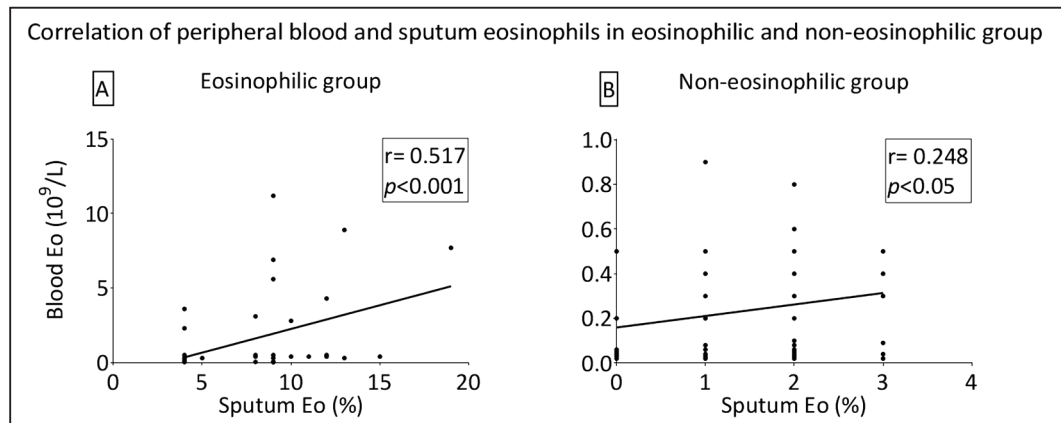 Correlation of peripheral blood and sputum eosinophils in eosinophilic and non-eosinophilic group
A
Eosinophilic group
r= 0.517
p<0.001
Blood Eo (10⁹/L)
15
10
5
0
0 5 10 15 20
Sputum Eo (%)
B
Non-eosinophilic group
r= 0.248
p<0.05
1.0
0.8
0.6
0.4
0.2
0.0
0 1 2 3 4
Sputum Eo (%)